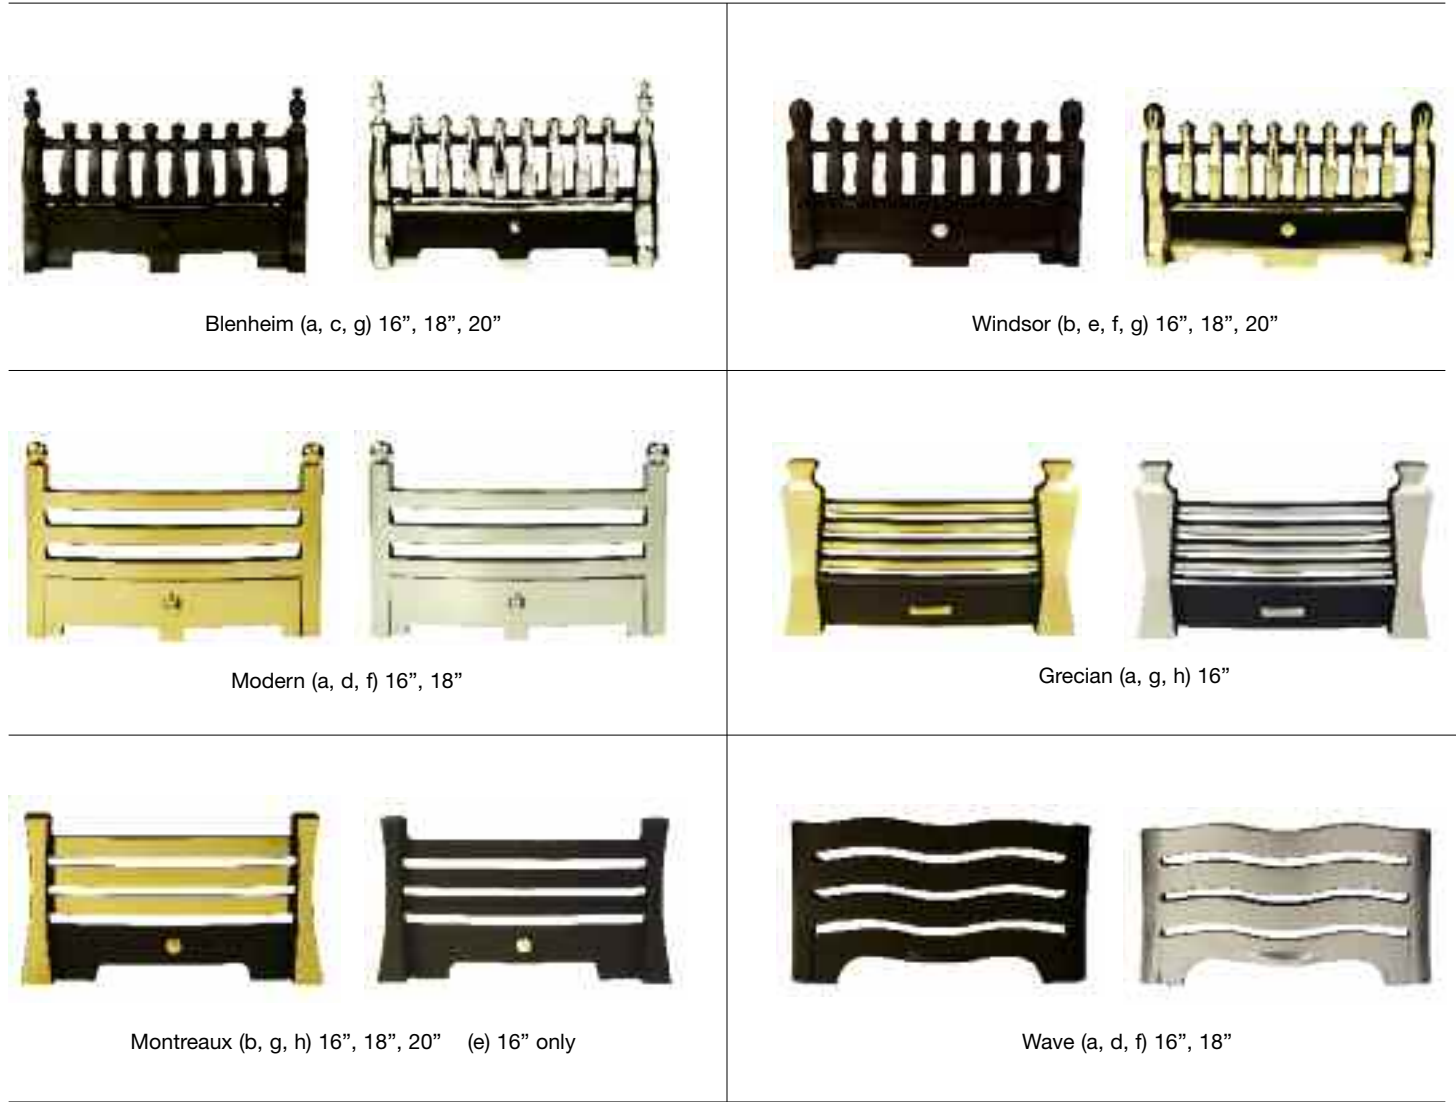 Blenheim (a, c, g) 16”, 18”, 20”
Windsor (b, e, f, g) 16”, 18”, 20”
Modern (a, d, f) 16”, 18”
Grecian (a, g, h) 16”
Montreaux (b, g, h) 16”, 18”, 20” (e) 16” only
Wave (a, d, f) 16”, 18”